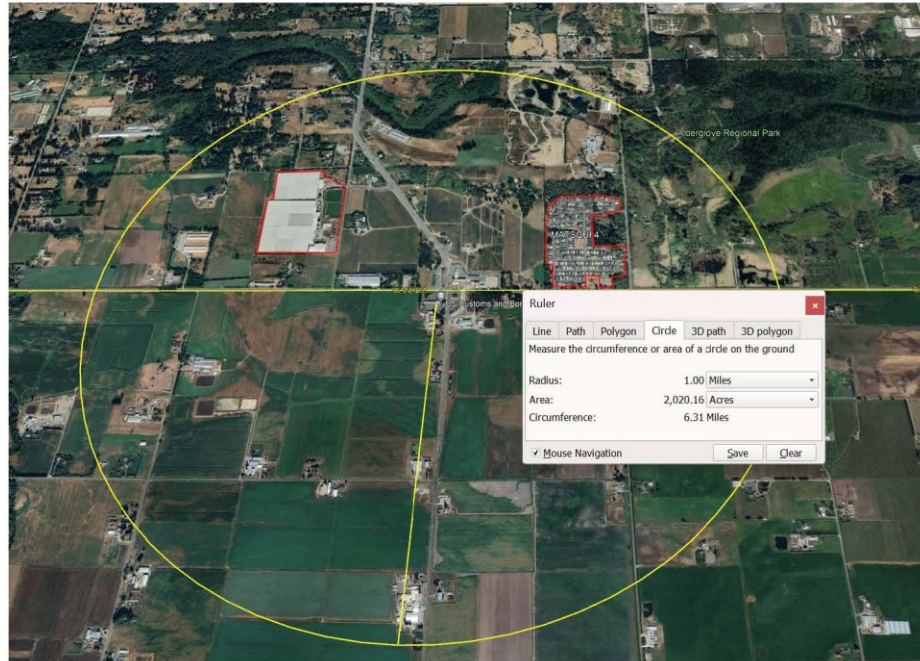 Aldergrove Regional Park
MATSQUI 4
CANADA
US Customs and Bor
Ruler
Line Path Polygon Circle 3D path 3D polygon
Measure the circumference or area of a circle on the ground
Radius: 1.00 Miles
Area: 2,020.16 Acres
Circumference: 6.31 Miles
Mouse Navigation Save Clear